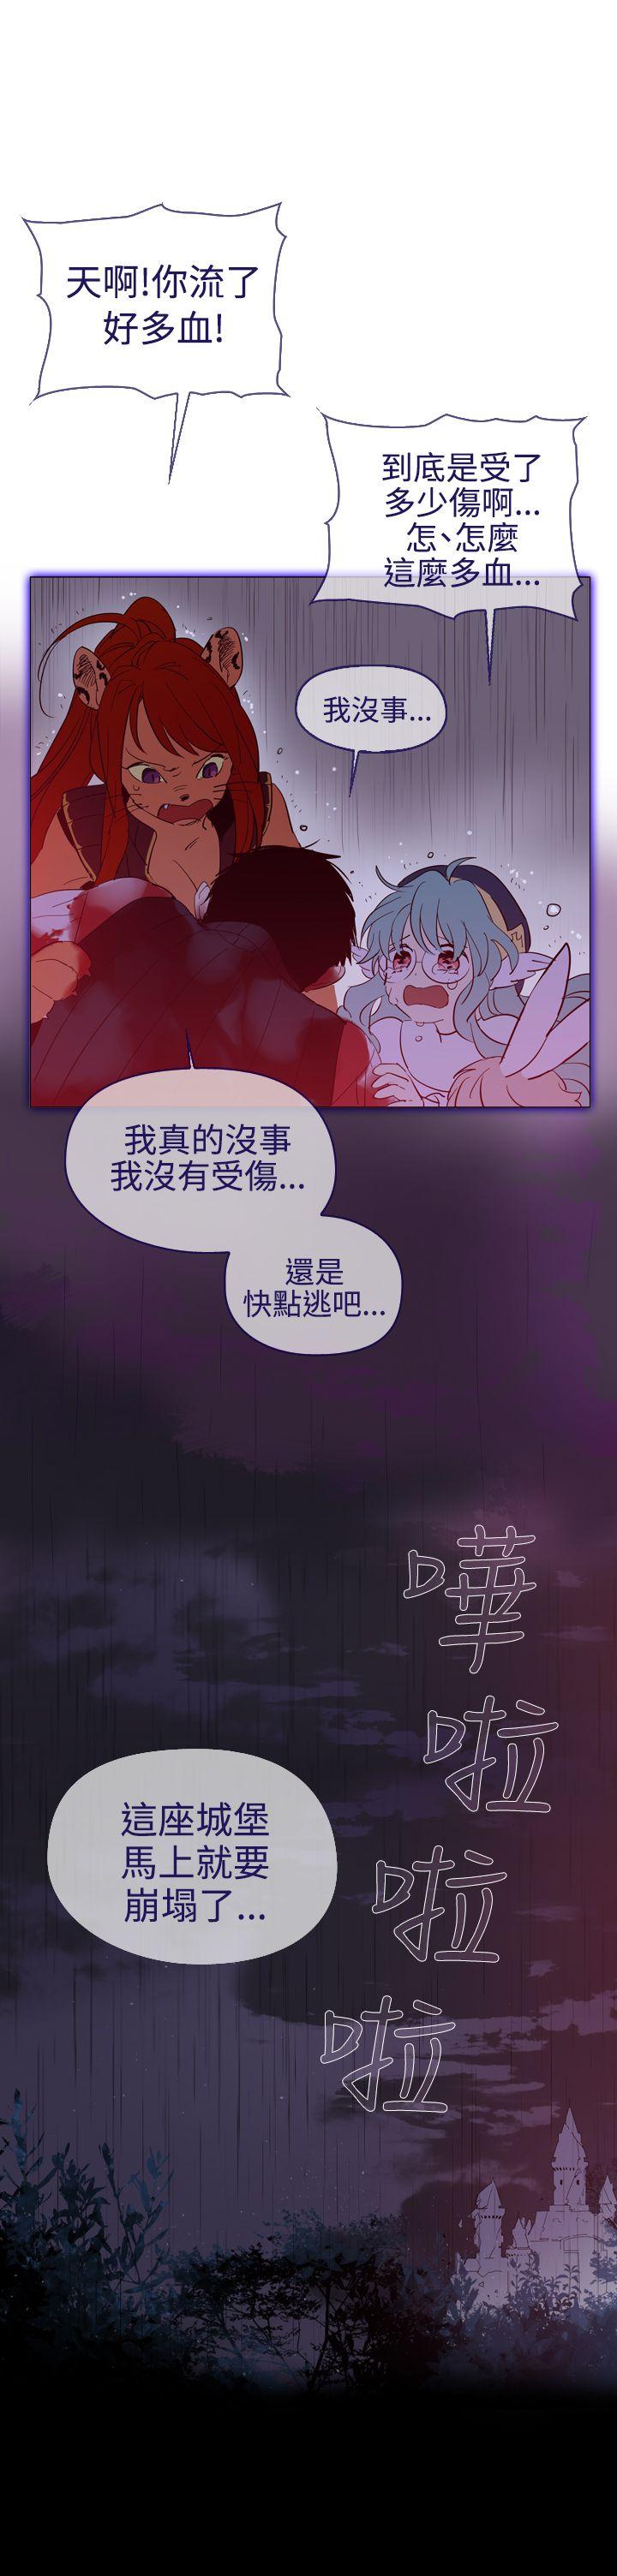 天啊!你流了
好多血!
到底是受了
多少傷啊...
怎、怎麼
這麼多血...
我沒事...
我真的沒事
我沒有受傷...
還是
快點逃吧...
嘩
啦
啦
啦
這座城堡
馬上就要
崩塌了...